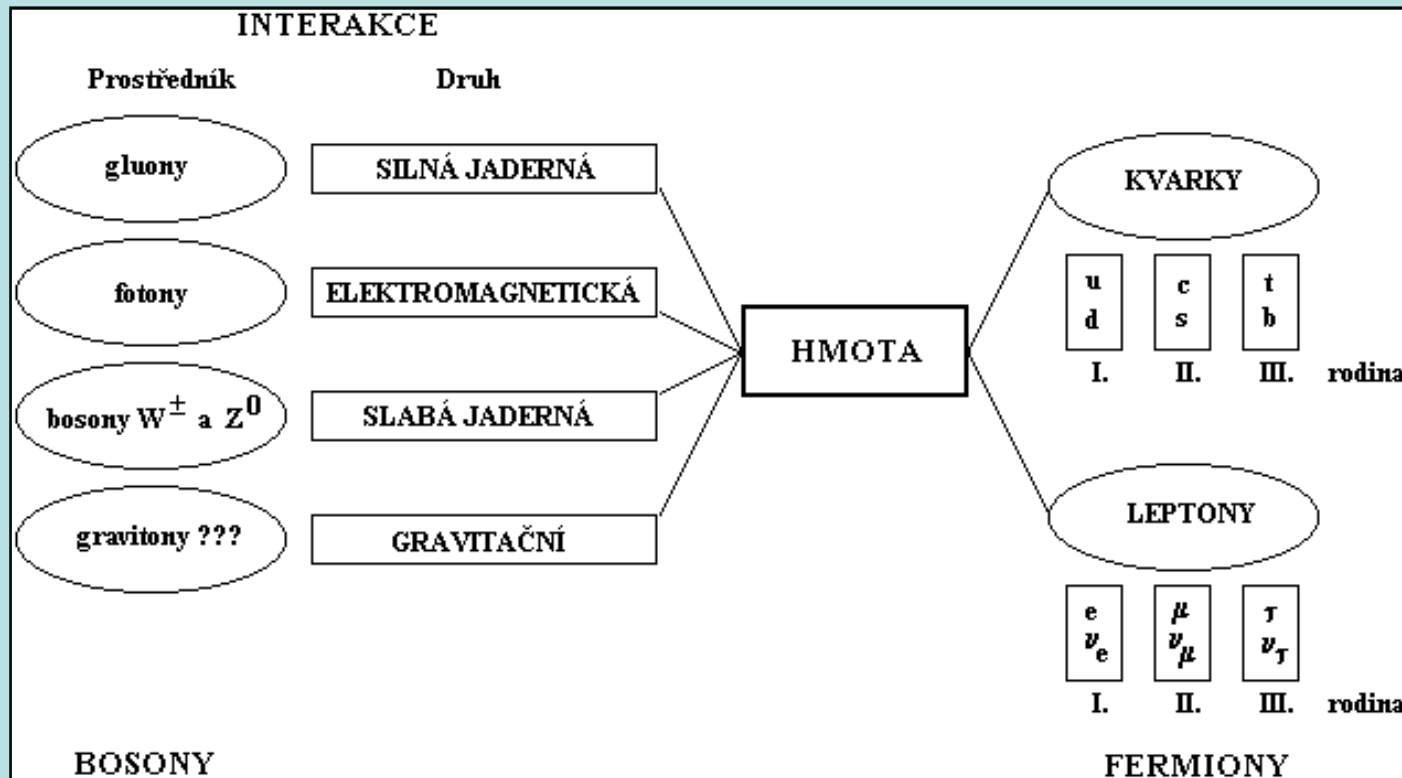 INTERAKCE
Prostředník Druh
gluony SILNÁ JADERNÁ
fotony ELEKTROMAGNETICKÁ
bosony W± a Z0 SLABÁ JADERNÁ
gravitony ??? GRAVITAČNÍ
BOSONY
HMOTA
KVARKY
u c t
d s b
I. II. III. rodina
LEPTONY
e μ τ
νe νμ ντ
I. II. III. rodina
FERMIONY